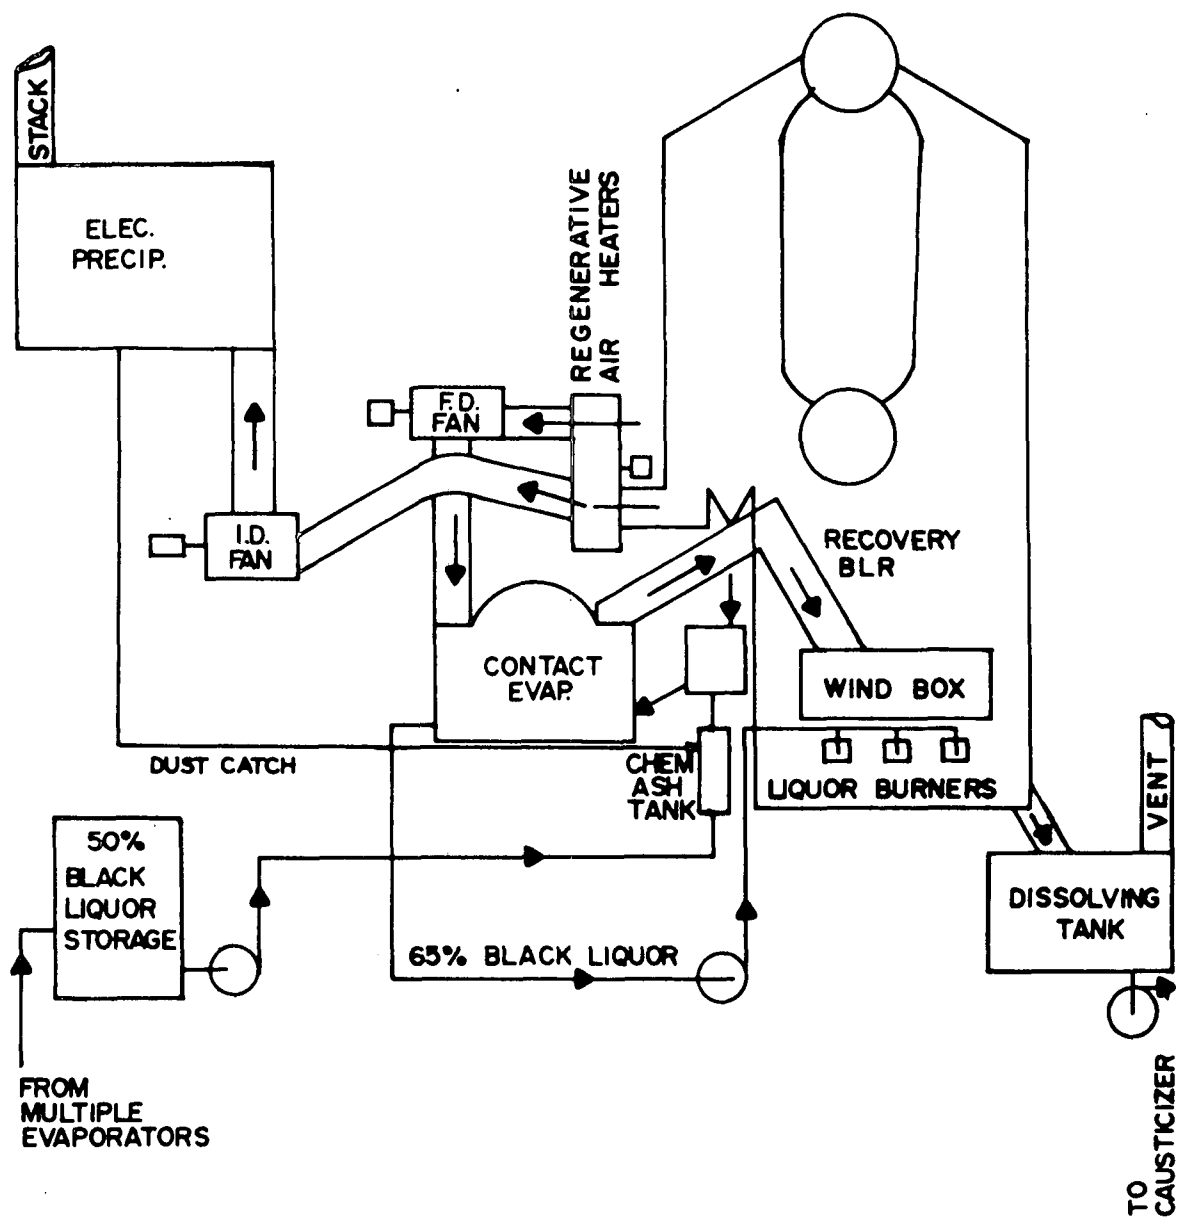 STACK
ELEC.
PRECIP.
REGENERATIVE
AIR HEATERS
F.D.
FAN
I.D.
FAN
RECOVERY
BLR
CONTACT
EVAP.
WIND BOX
DUST CATCH
CHEM
ASH
TANK
LIQUOR BURNERS
VENT
50%
BLACK
LIQUOR
STORAGE
DISSOLVING
TANK
65% BLACK LIQUOR
FROM
MULTIPLE
EVAPORATORS
TO
CAUSTICIZER